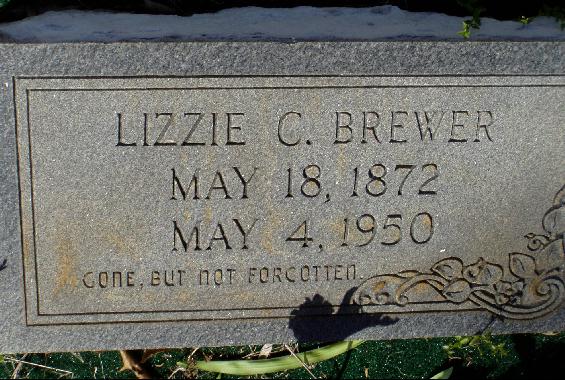 LIZZIE C. BREWER
MAY 18, 1872
MAY 4, 1950
GONE, BUT NOT FORGOTTEN.